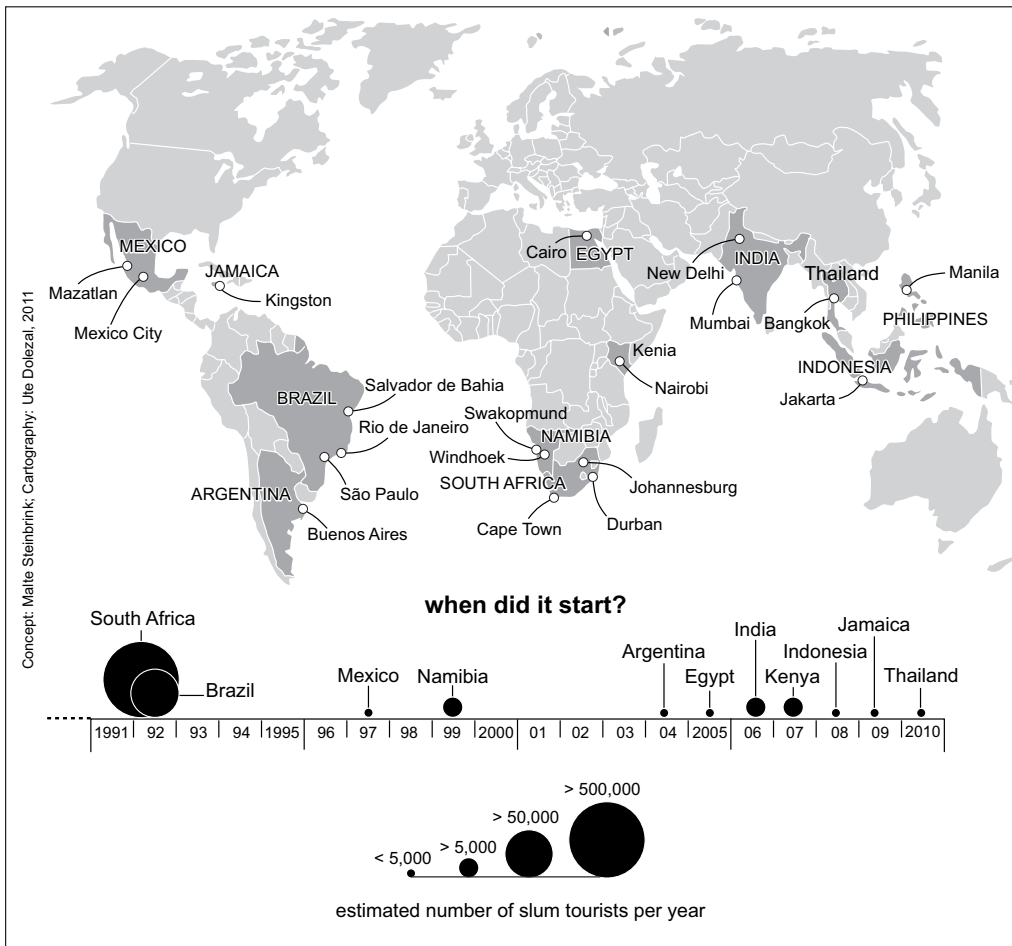 Concept: Malte Steinbrink; Cartography: Ute Dolezal, 2011
MEXICO
Mazatlan
Mexico City
JAMAICA
Kingston
BRAZIL
Salvador de Bahia
Rio de Janeiro
São Paulo
ARGENTINA
Buenos Aires
Cairo
EGYPT
Kenia
Nairobi
Swakopmund
NAMIBIA
Windhoek
SOUTH AFRICA
Johannesburg
Cape Town
Durban
New Delhi
INDIA
Mumbai
Thailand
Bangkok
Manila
PHILIPPINES
INDONESIA
Jakarta
when did it start?
South Africa
Brazil
Mexico
Namibia
Argentina
Egypt
India
Kenya
Indonesia
Jamaica
Thailand
1991 92 93 94 1995 96 97 98 99 2000 01 02 03 04 2005 06 07 08 09 2010
< 5,000
> 5,000
> 50,000
> 500,000
estimated number of slum tourists per year